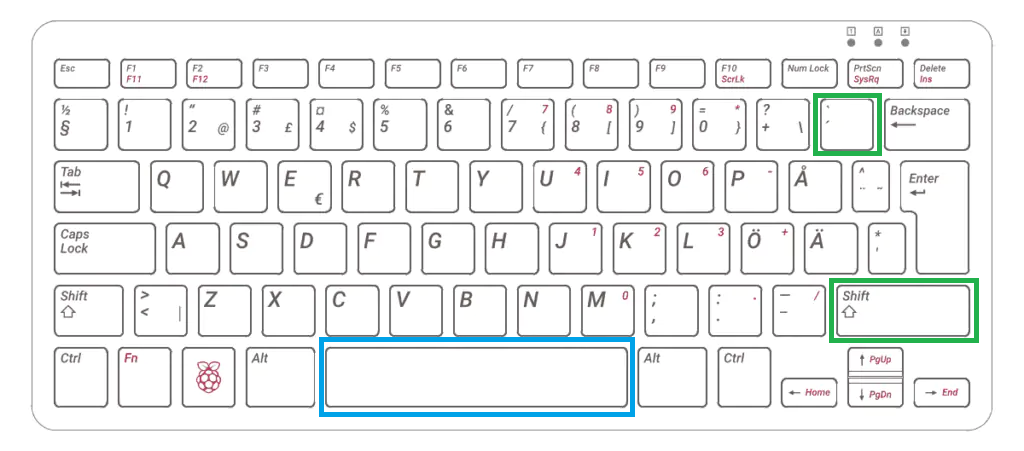 1 A
Esc F1 F2 F3 F4 F5 F6 F7 F8 F9 F10 Num Lock PrtScn Delete
F11 F12 ScrLk SysRq Ins
½ ! " # ¤ % & / 7 ( 8 ) 9 = * ? ` Backspace
§ 1 2 @ 3 £ 4 $ 5 6 7 { 8 [ 9 ] 0 } + \ ´ ←
Tab Q W E R T Y U 4 I 5 O 6 P - Å ^ Enter
€ ¨ ~
Caps
Lock A S D F G H J 1 K 2 L 3 Ö + Ä *
'
Shift > Z X C V B N M 0 ; : . — / Shift
< | , . –
Ctrl Fn Alt Alt Ctrl ↑ PgUp
← Home ↓ PgDn → End